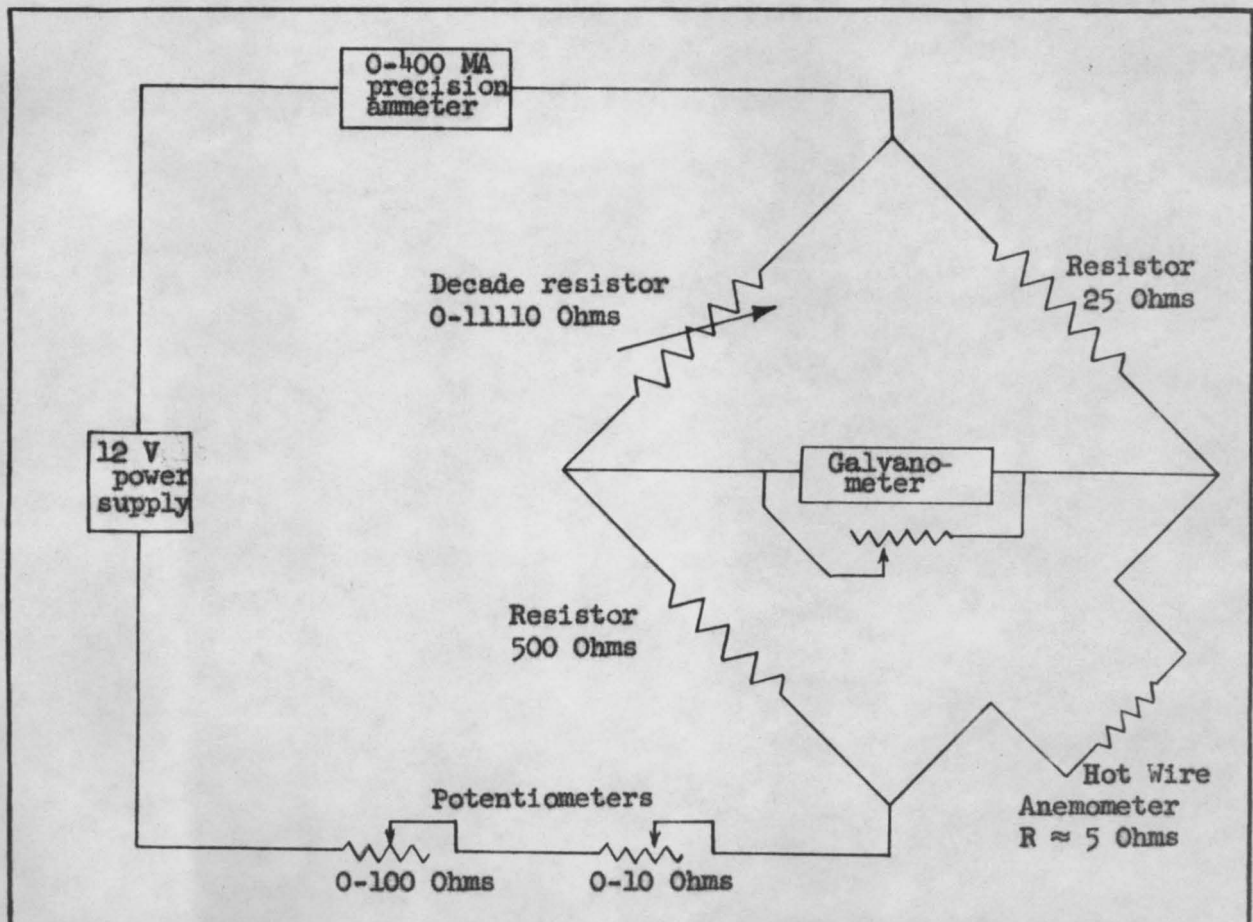 0-400 MA
precision
ammeter
Decade resistor
0-11110 Ohms
Resistor
25 Ohms
12 V
power
supply
Galvano-
meter
Resistor
500 Ohms
Hot Wire
Anemometer
R ≈ 5 Ohms
Potentiometers
0-100 Ohms
0-10 Ohms